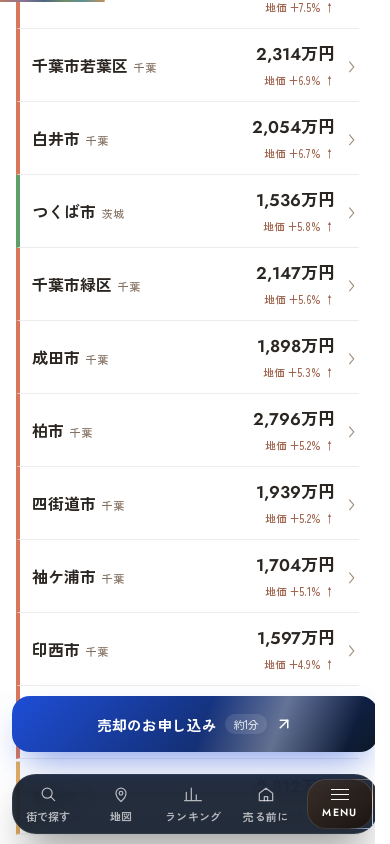 地価 +7.5% ↑
千葉市若葉区 千葉 2,314万円
地価 +6.9% ↑
白井市 千葉 2,054万円
地価 +6.7% ↑
つくば市 茨城 1,536万円
地価 +5.8% ↑
千葉市緑区 千葉 2,147万円
地価 +5.6% ↑
成田市 千葉 1,898万円
地価 +5.3% ↑
柏市 千葉 2,796万円
地価 +5.2% ↑
四街道市 千葉 1,939万円
地価 +5.2% ↑
袖ケ浦市 千葉 1,704万円
地価 +5.1% ↑
印西市 千葉 1,597万円
地価 +4.9% ↑
売却のお申し込み 約1分
街で探す 地図 ランキング 売る前に MENU